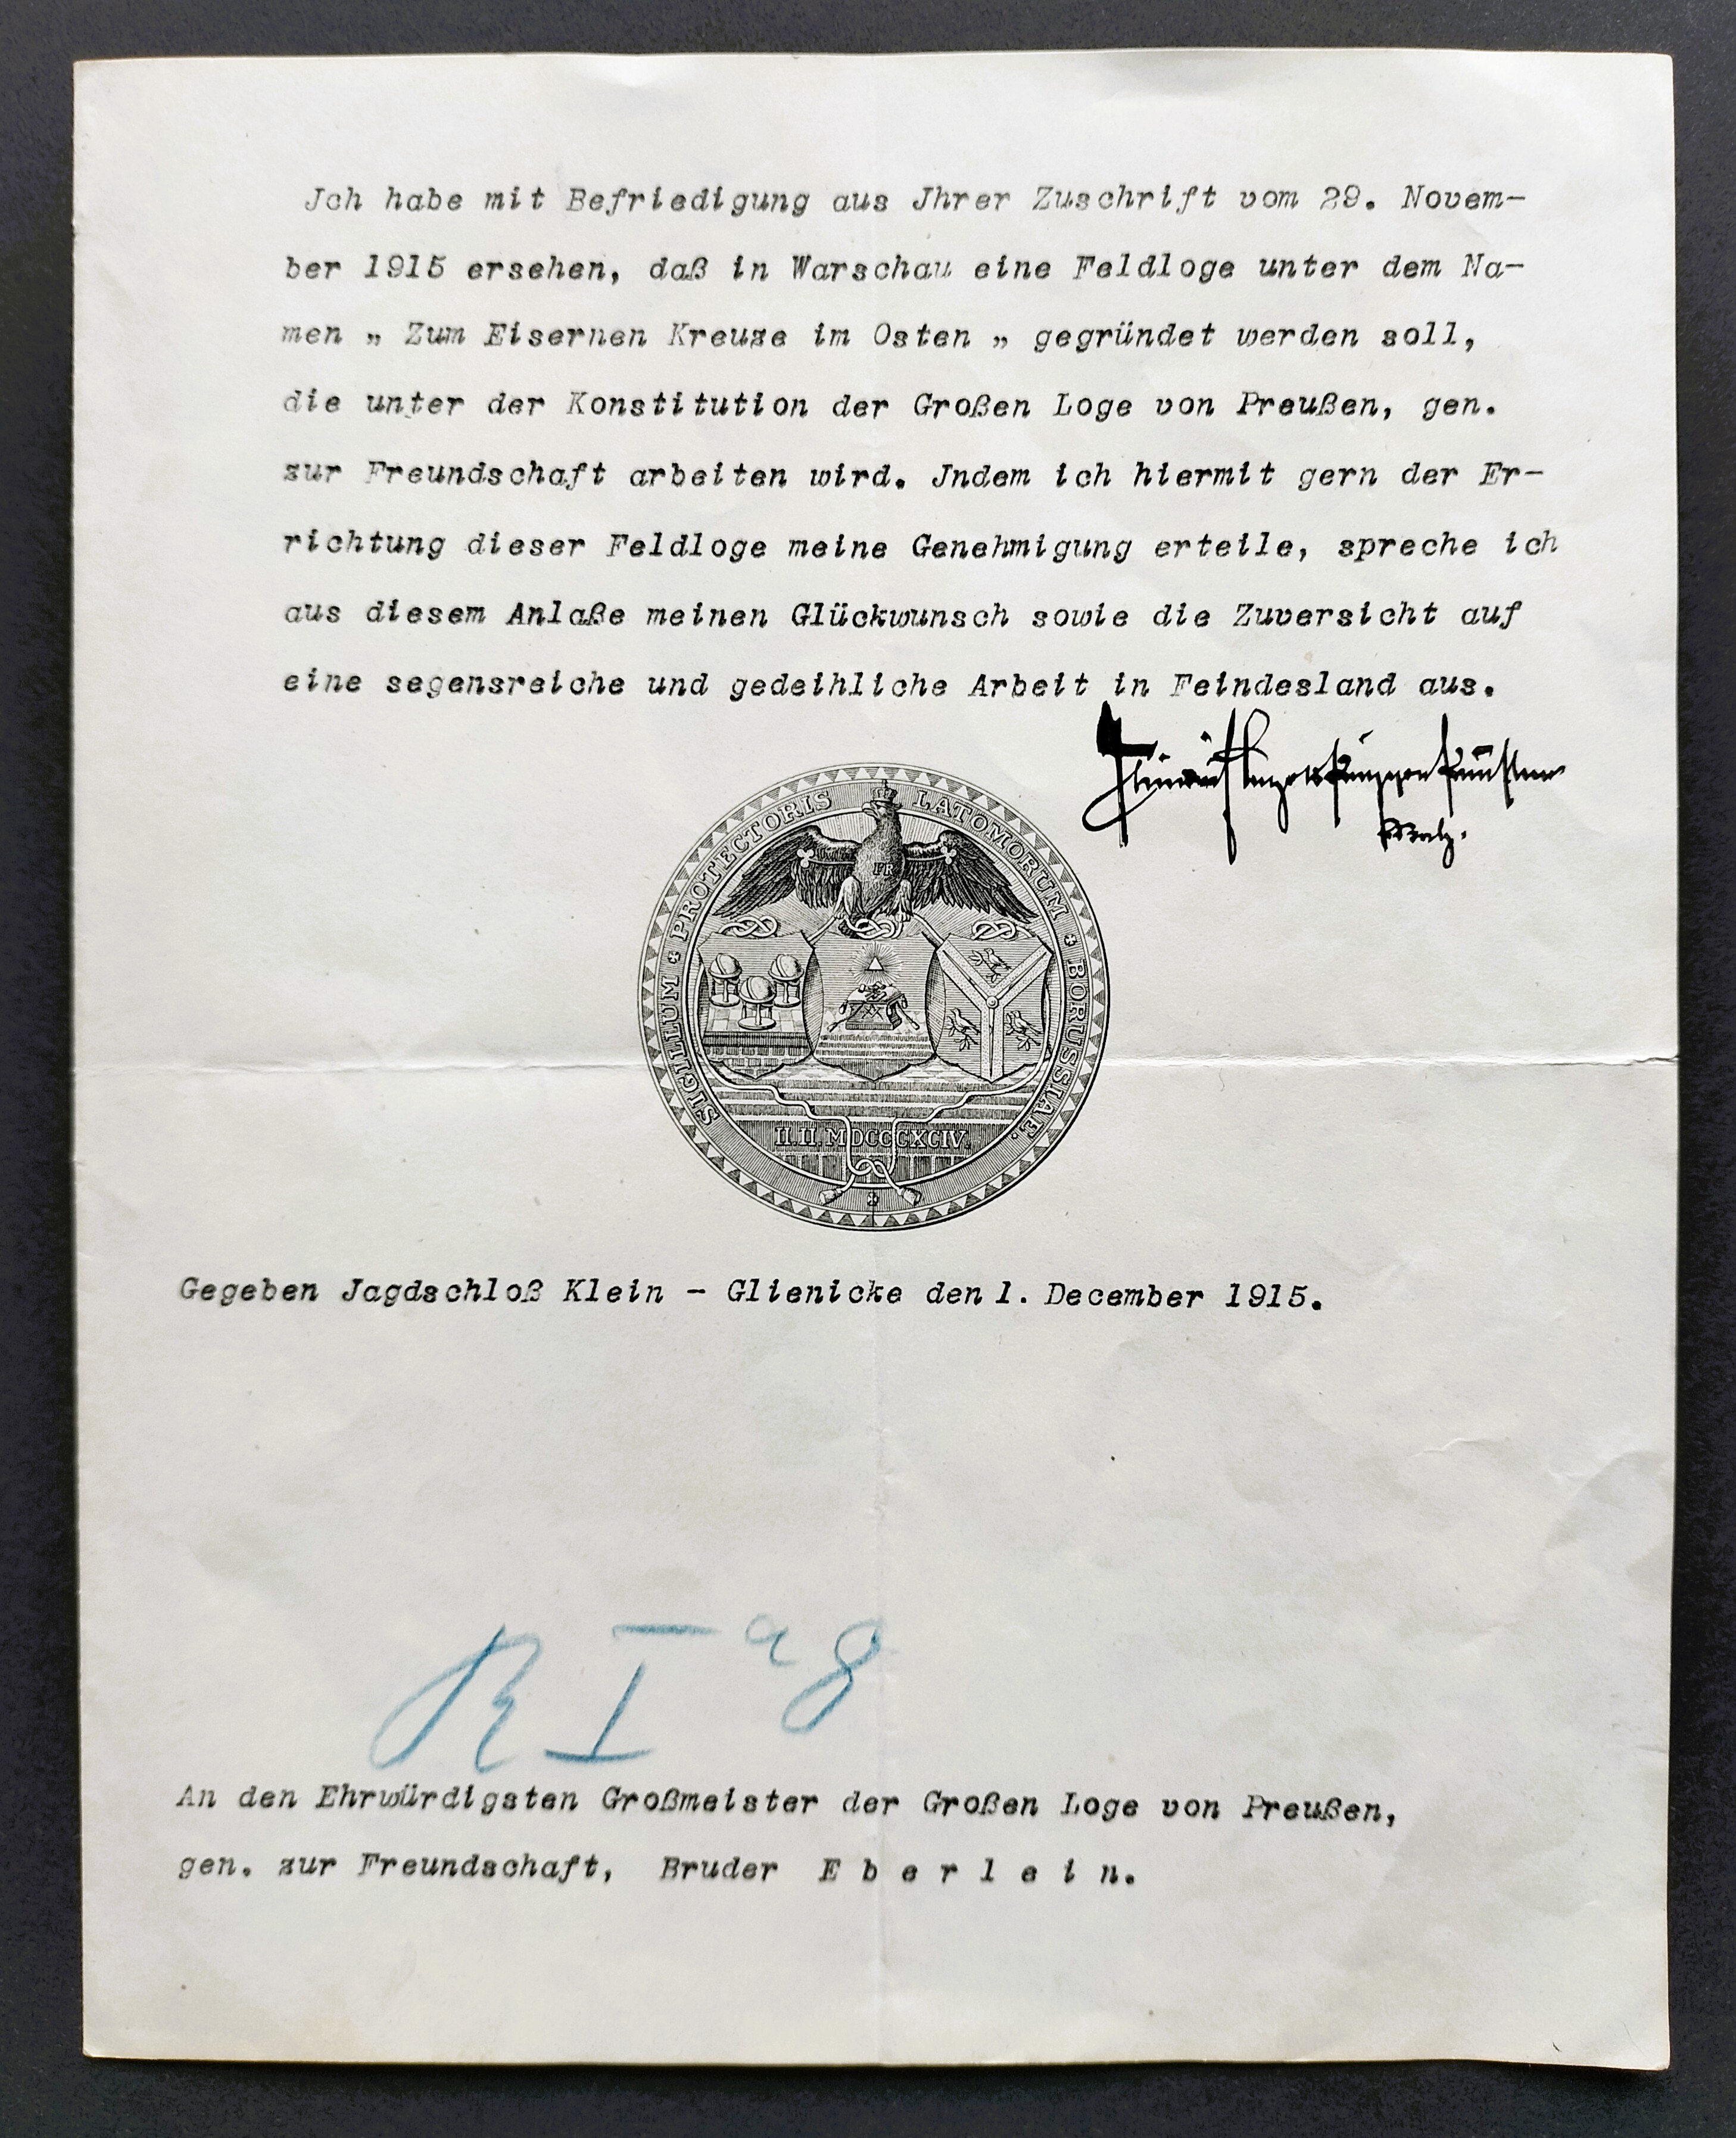 Jch habe mit Befriedigung aus Jhrer Zuschrift vom 29. Novem-
ber 1915 ersehen, daß in Warschau eine Feldloge unter dem Na-
men „ Zum Eisernen Kreuze im Osten „ gegründet werden soll,
die unter der Konstitution der Großen Loge von Preußen, gen.
zur Freundschaft arbeiten wird. Jndem ich hiermit gern der Er-
richtung dieser Feldloge meine Genehmigung erteile, spreche ich
aus diesem Anlaße meinen Glückwunsch sowie die Zuversicht auf
eine segensreiche und gedeihliche Arbeit in Feindesland aus.
SIGILLUM * PROTECTORIS LATOMORUM * BORUSSIAE.
FR
II.II.MDCCCXCIV.
Gegeben Jagdschloß Klein - Glienicke den 1. December 1915.
R I a 8
An den Ehrwürdigsten Großmeister der Großen Loge von Preußen,
gen. zur Freundschaft, Bruder E b e r l e i n.